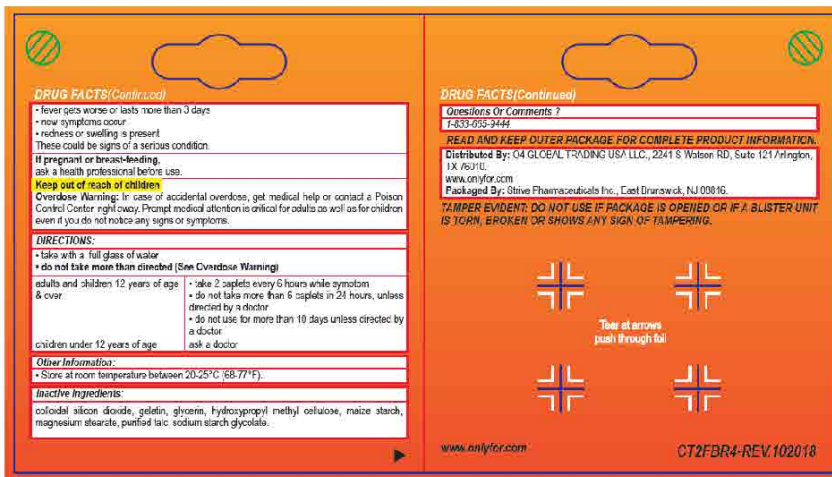 DRUG FACTS(Continued)
• fever gets worse or lasts more than 3 days
• new symptoms occur
• redness or swelling is present
These could be signs of a serious condition.
If pregnant or breast-feeding,
ask a health professional before use.
Keep out of reach of children
Overdose Warning: In case of accidental overdose, get medical help or contact a Poison
Control Center right away. Prompt medical attention is critical for adults as well as for children
even if you do not notice any signs or symptoms.
DIRECTIONS:
• take with a full glass of water
• do not take more than directed (See Overdose Warning)
adults and children 12 years of age
& over
• take 2 caplets every 6 hours while symptom
• do not take more than 6 caplets in 24 hours, unless
directed by a doctor
• do not use for more than 10 days unless directed by
a doctor
children under 12 years of age
ask a doctor
Other Information:
• Store at room temperature between 20-25°C (68-77°F).
Inactive Ingredients:
colloidal silicon dioxide, gelatin, glycerin, hydroxypropyl methyl cellulose, maize starch,
magnesium stearate, purified talc, sodium starch glycolate.
DRUG FACTS(Continued)
Questions Or Comments ?
READ AND KEEP OUTER PACKAGE FOR COMPLETE PRODUCT INFORMATION.
Distributed By: O4 GLOBAL TRADING USA LLC., 2241 S Watson RD, Suite 121 Arlington,
TX 76010.
www.onlyfor.com
Packaged By: Strive Pharmaceuticals Inc., East Brunswick, NJ 08816.
TAMPER EVIDENT: DO NOT USE IF PACKAGE IS OPENED OR IF A BLISTER UNIT
IS TORN, BROKEN OR SHOWS ANY SIGN OF TAMPERING.
Tear at arrows
push through foil
www.onlyfor.com
CT2FBR4-REV.102018